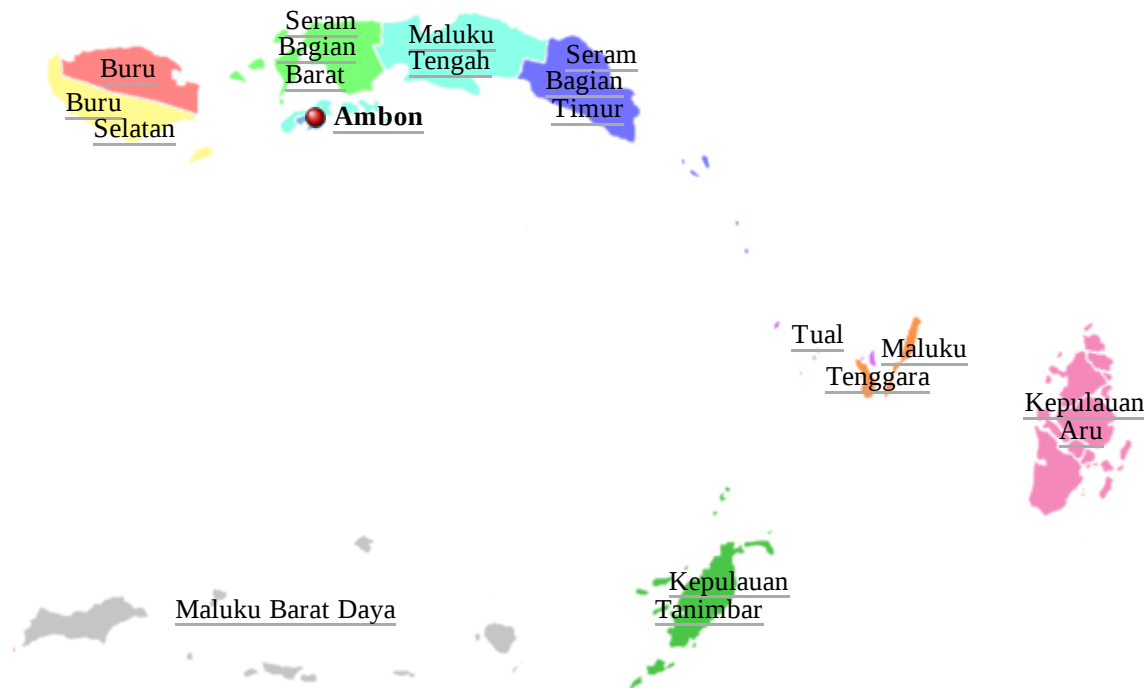 Seram
Bagian
Barat
Maluku
Tengah
Seram
Bagian
Timur
Buru
Buru
Selatan
Ambon
Tual
Maluku
Tenggara
Kepulauan
Aru
Kepulauan
Tanimbar
Maluku Barat Daya